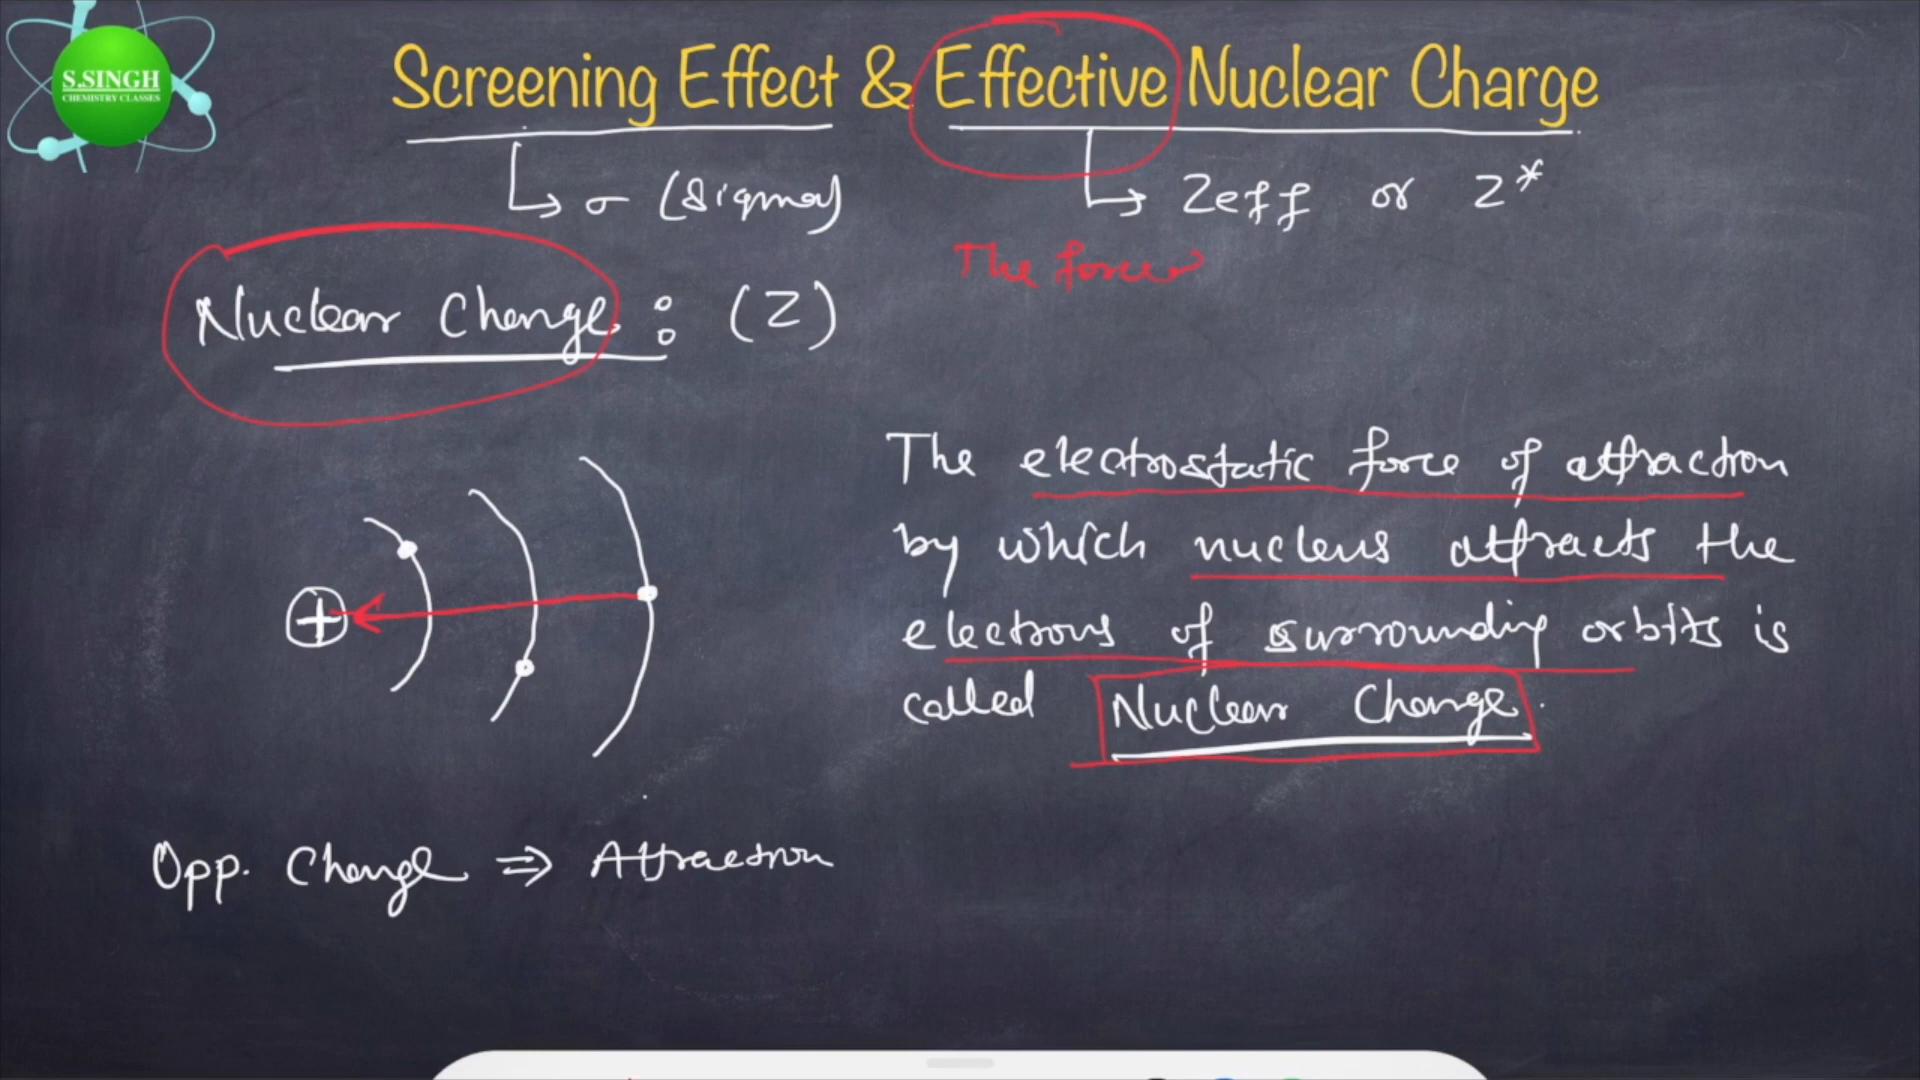 S.SINGH
CHEMISTRY CLASSES
Screening Effect & Effective Nuclear Charge
σ (Sigma)
Zeff or Z*
The force
Nuclear Charge : (Z)
The electrostatic force of attraction
by which nucleus attracts the
electrons of surrounding orbits is
called Nuclear Charge.
+
Opp. Charge ⇒ Attraction